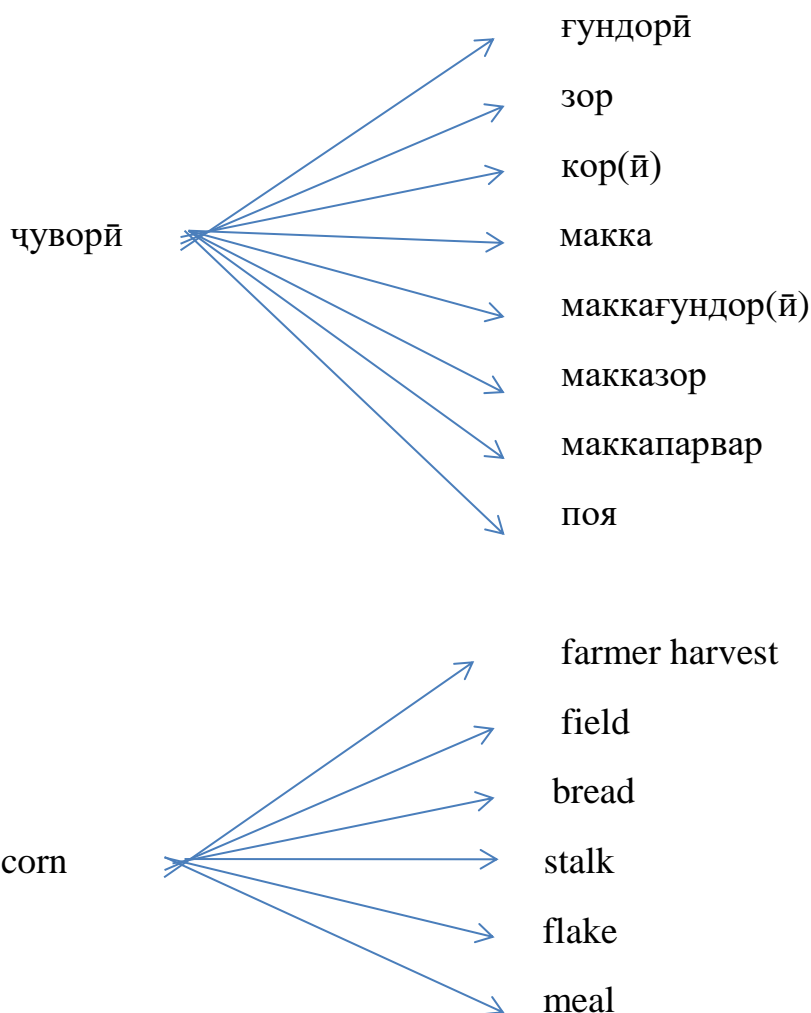 ғундорӣ
зор
кор(ӣ)
ҷуворӣ
макка
маккағундор(ӣ)
макказор
маккапарвар
поя
farmer harvest
field
bread
corn
stalk
flake
meal